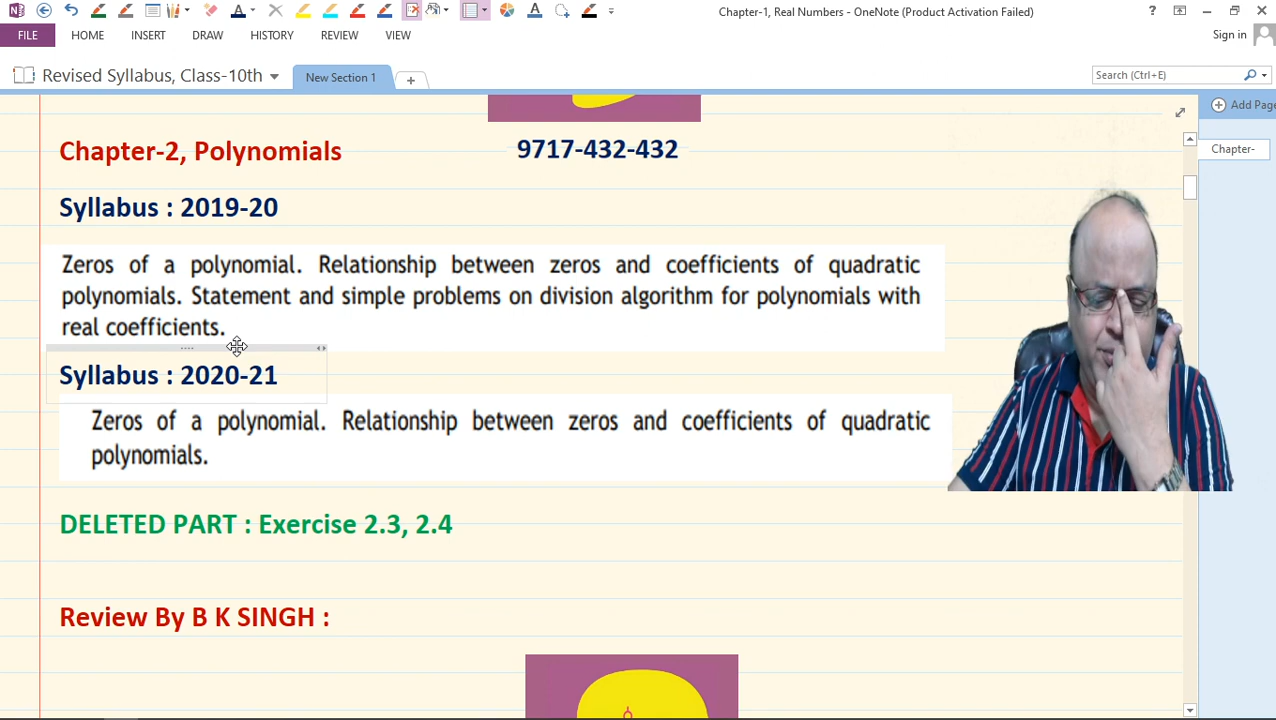 Chapter-1, Real Numbers - OneNote (Product Activation Failed)
FILE HOME INSERT DRAW HISTORY REVIEW VIEW
Sign in
Revised Syllabus, Class-10th New Section 1
Search (Ctrl+E)
Add Page
Chapter-
Chapter-2, Polynomials 9717-432-432
Syllabus : 2019-20
Zeros of a polynomial. Relationship between zeros and coefficients of quadratic
polynomials. Statement and simple problems on division algorithm for polynomials with
real coefficients.
Syllabus : 2020-21
Zeros of a polynomial. Relationship between zeros and coefficients of quadratic
polynomials.
DELETED PART : Exercise 2.3, 2.4
Review By B K SINGH :